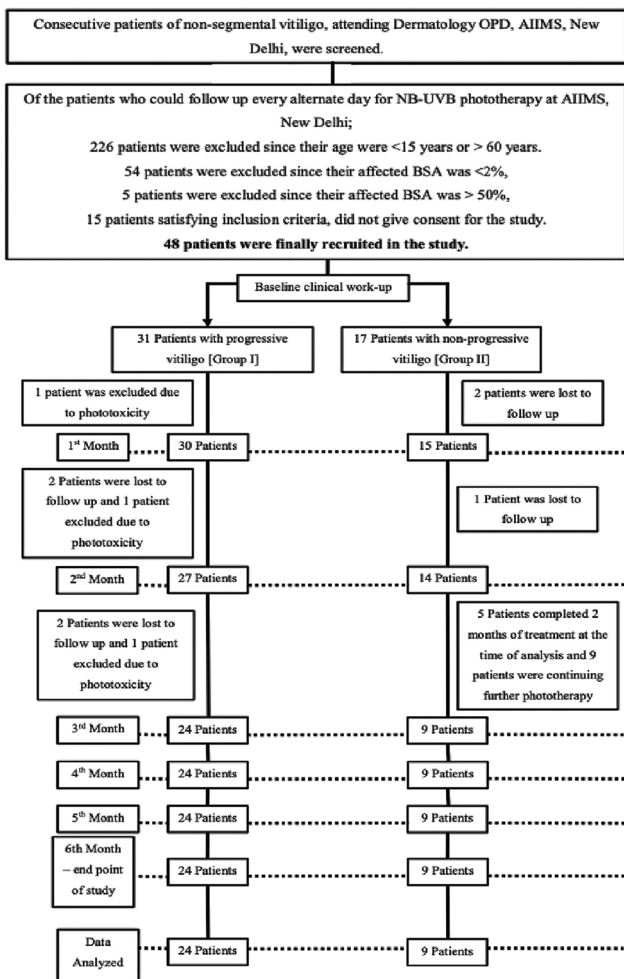 Consecutive patients of non-segmental vitiligo, attending Dermatology OPD, AIIMS, New
Delhi, were screened.
Of the patients who could follow up every alternate day for NB-UVB phototherapy at AIIMS,
New Delhi;
226 patients were excluded since their age were <15 years or > 60 years.
54 patients were excluded since their affected BSA was <2%,
5 patients were excluded since their affected BSA was > 50%,
15 patients satisfying inclusion criteria, did not give consent for the study.
48 patients were finally recruited in the study.
Baseline clinical work-up
31 Patients with progressive
vitiligo [Group I]
17 Patients with non-progressive
vitiligo [Group II]
1 patient was excluded due
to phototoxicity
2 patients were lost to
follow up
1st Month
30 Patients
15 Patients
2 Patients were lost to
follow up and 1 patient
excluded due to
phototoxicity
1 Patient was lost to
follow up
2nd Month
27 Patients
14 Patients
2 Patients were lost to
follow up and 1 patient
excluded due to
phototoxicity
5 Patients completed 2
months of treatment at the
time of analysis and 9
patients were continuing
further phototherapy
3rd Month
24 Patients
9 Patients
4th Month
24 Patients
9 Patients
5th Month
24 Patients
9 Patients
6th Month
– end point
of study
24 Patients
9 Patients
Data
Analyzed
24 Patients
9 Patients